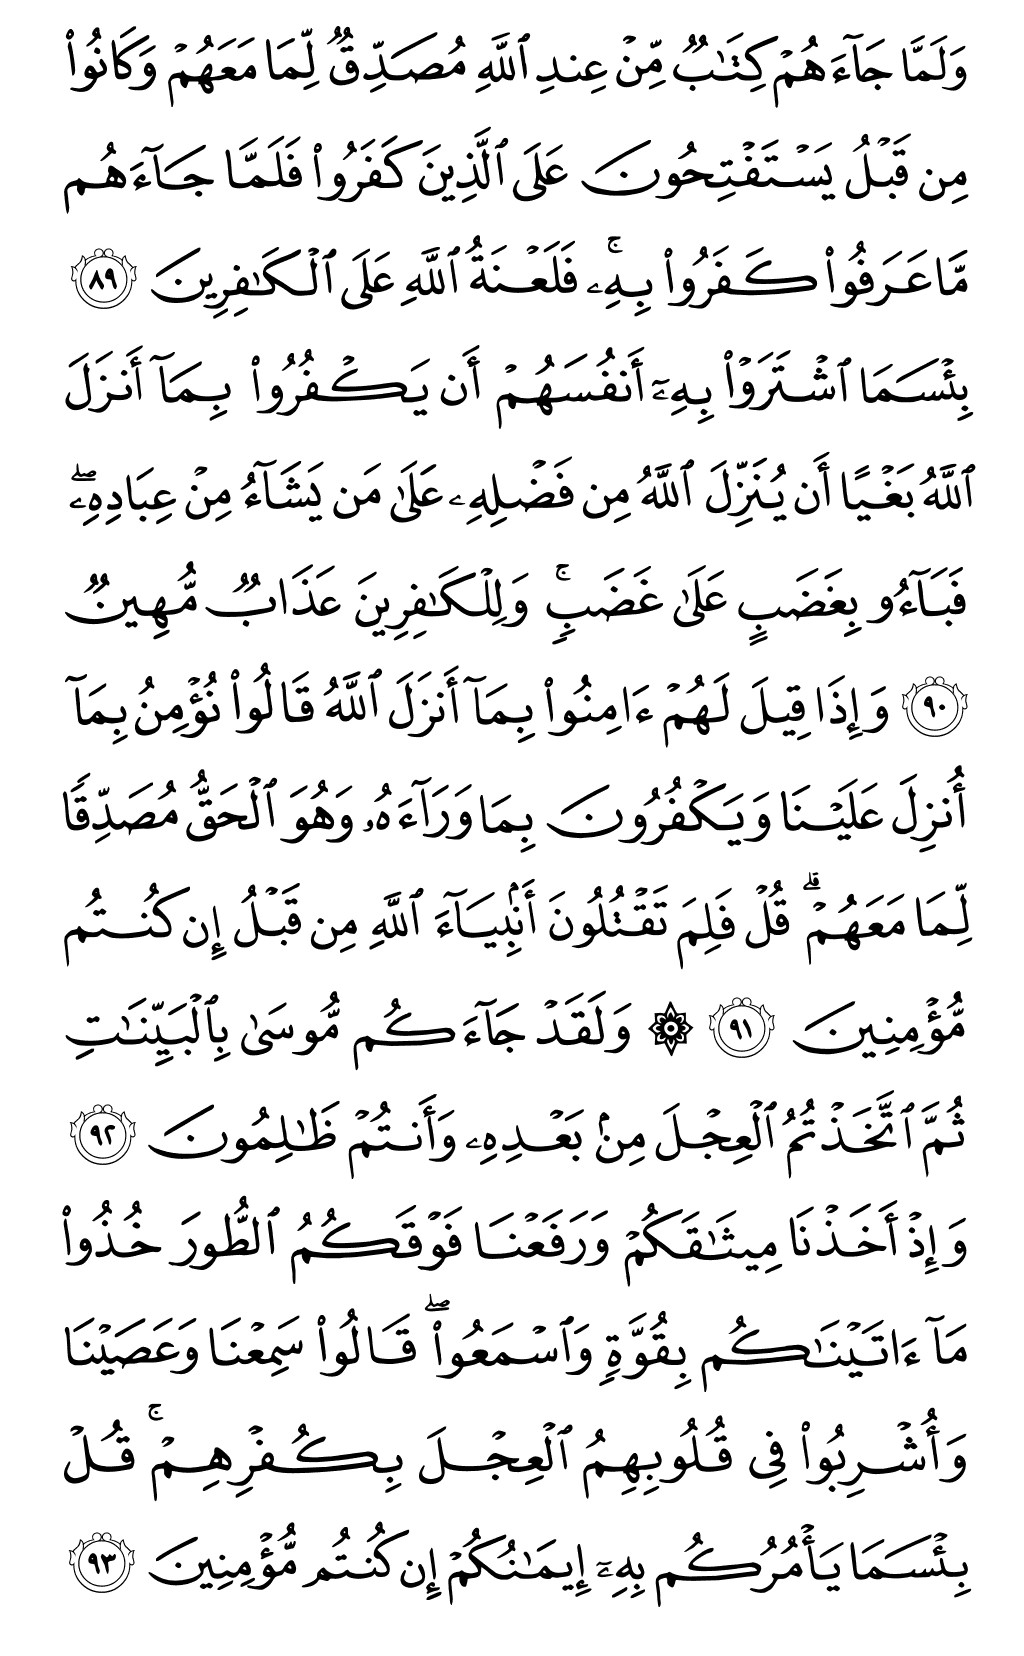 وَلَمَّا جَآءَهُمۡ كِتَٰبٞ مِّنۡ عِندِ ٱللَّهِ مُصَدِّقٞ لِّمَا مَعَهُمۡ وَكَانُواْ
مِن قَبۡلُ يَسۡتَفۡتِحُونَ عَلَى ٱلَّذِينَ كَفَرُواْ فَلَمَّا جَآءَهُم
مَّا عَرَفُواْ كَفَرُواْ بِهِۦۚ فَلَعۡنَةُ ٱللَّهِ عَلَى ٱلۡكَٰفِرِينَ ٨٩
بِئۡسَمَا ٱشۡتَرَوۡاْ بِهِۦٓ أَنفُسَهُمۡ أَن يَكۡفُرُواْ بِمَآ أَنزَلَ
ٱللَّهُ بَغۡيًا أَن يُنَزِّلَ ٱللَّهُ مِن فَضۡلِهِۦ عَلَىٰ مَن يَشَآءُ مِنۡ عِبَادِهِۦۖ
فَبَآءُو بِغَضَبٍ عَلَىٰ غَضَبٖۚ وَلِلۡكَٰفِرِينَ عَذَابٞ مُّهِينٞ
٩٠ وَإِذَا قِيلَ لَهُمۡ ءَامِنُواْ بِمَآ أَنزَلَ ٱللَّهُ قَالُواْ نُؤۡمِنُ بِمَآ
أُنزِلَ عَلَيۡنَا وَيَكۡفُرُونَ بِمَا وَرَآءَهُۥ وَهُوَ ٱلۡحَقُّ مُصَدِّقٗا
لِّمَا مَعَهُمۡۗ قُلۡ فَلِمَ تَقۡتُلُونَ أَنۢبِيَآءَ ٱللَّهِ مِن قَبۡلُ إِن كُنتُم
مُّؤۡمِنِينَ ٩١ ۞ وَلَقَدۡ جَآءَكُم مُّوسَىٰ بِٱلۡبَيِّنَٰتِ
ثُمَّ ٱتَّخَذۡتُمُ ٱلۡعِجۡلَ مِنۢ بَعۡدِهِۦ وَأَنتُمۡ ظَٰلِمُونَ ٩٢
وَإِذۡ أَخَذۡنَا مِيثَٰقَكُمۡ وَرَفَعۡنَا فَوۡقَكُمُ ٱلطُّورَ خُذُواْ
مَآ ءَاتَيۡنَٰكُم بِقُوَّةٖ وَٱسۡمَعُواْۖ قَالُواْ سَمِعۡنَا وَعَصَيۡنَا
وَأُشۡرِبُواْ فِي قُلُوبِهِمُ ٱلۡعِجۡلَ بِكُفۡرِهِمۡۚ قُلۡ
بِئۡسَمَا يَأۡمُرُكُم بِهِۦٓ إِيمَٰنُكُمۡ إِن كُنتُم مُّؤۡمِنِينَ ٩٣